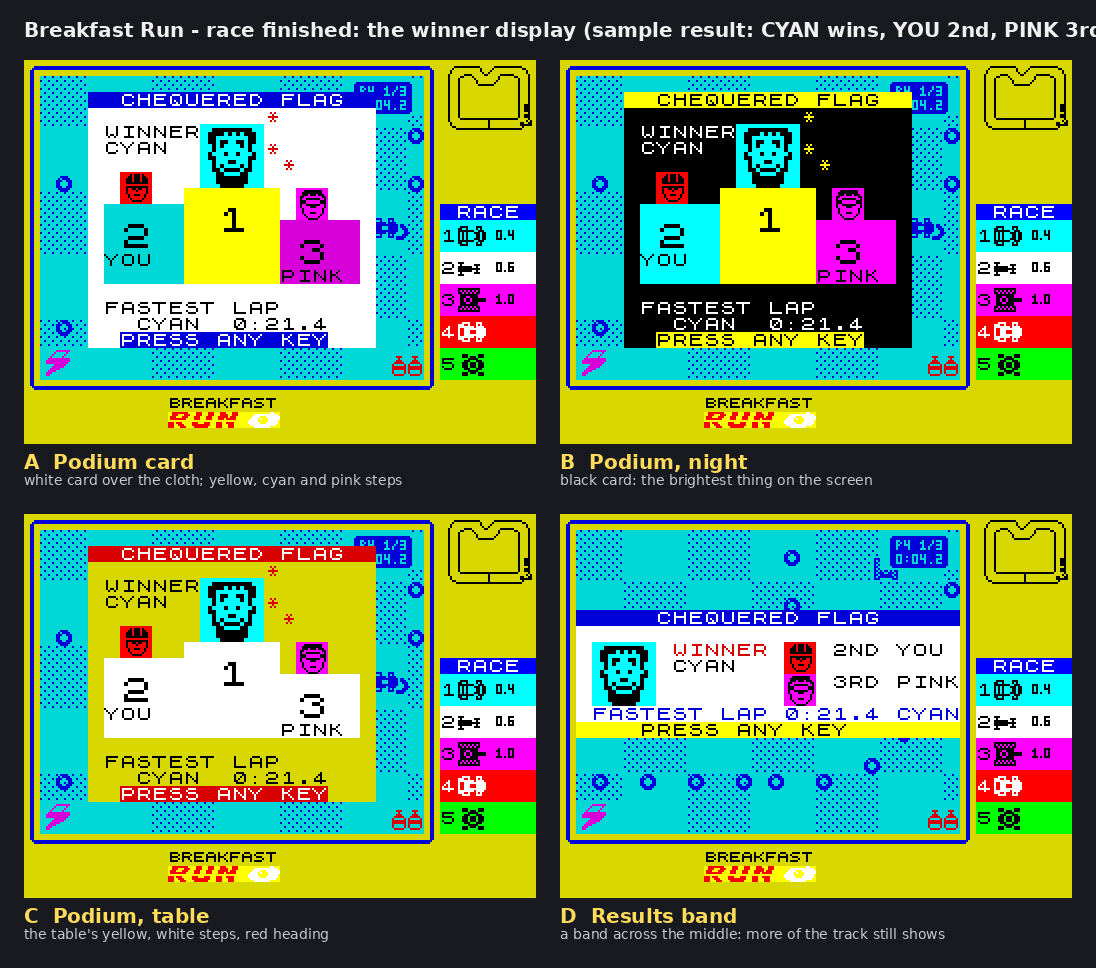 Breakfast Run - race finished: the winner display (sample result: CYAN wins, YOU 2nd, PINK 3rd
P4 1/3
CHEQUERED FLAG
04.2
WINNER
CYAN
1
2
YOU
3
PINK
FASTEST LAP
CYAN 0:21.4
PRESS ANY KEY
RACE
1 0.4
2 0.6
3 1.0
4
5
BREAKFAST
RUN
A Podium card
white card over the cloth; yellow, cyan and pink steps
P4 1/3
CHEQUERED FLAG
04.2
WINNER
CYAN
1
2
YOU
3
PINK
FASTEST LAP
CYAN 0:21.4
PRESS ANY KEY
RACE
1 0.4
2 0.6
3 1.0
4
5
BREAKFAST
RUN
B Podium, night
black card: the brightest thing on the screen
P4 1/3
CHEQUERED FLAG
04.2
WINNER
CYAN
1
2
YOU
3
PINK
FASTEST LAP
CYAN 0:21.4
PRESS ANY KEY
RACE
1 0.4
2 0.6
3 1.0
4
5
BREAKFAST
RUN
C Podium, table
the table's yellow, white steps, red heading
P4 1/3
0:04.2
CHEQUERED FLAG
WINNER
CYAN
2ND YOU
3RD PINK
FASTEST LAP 0:21.4 CYAN
PRESS ANY KEY
RACE
1 0.4
2 0.6
3 1.0
4
5
BREAKFAST
RUN
D Results band
a band across the middle: more of the track still shows